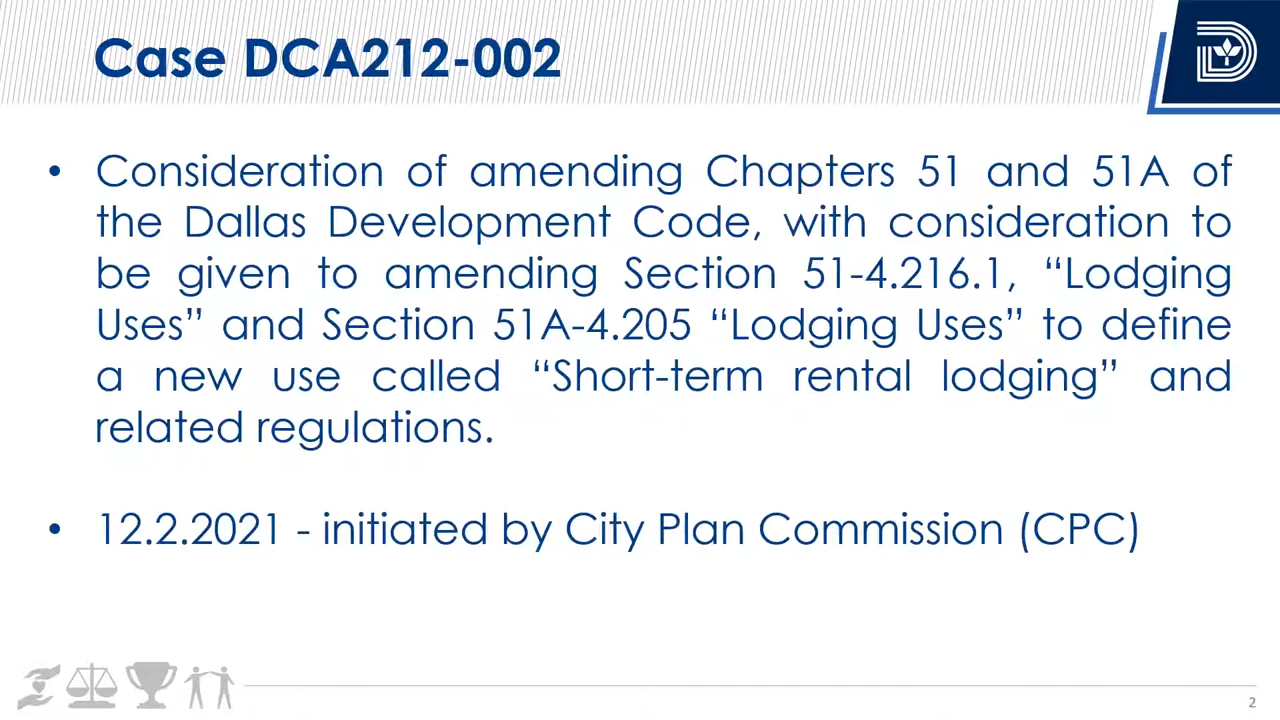 Case DCA212-002
• Consideration of amending Chapters 51 and 51A of
the Dallas Development Code, with consideration to
be given to amending Section 51-4.216.1, “Lodging
Uses” and Section 51A-4.205 “Lodging Uses” to define
a new use called “Short-term rental lodging” and
related regulations.
• 12.2.2021 - initiated by City Plan Commission (CPC)
2